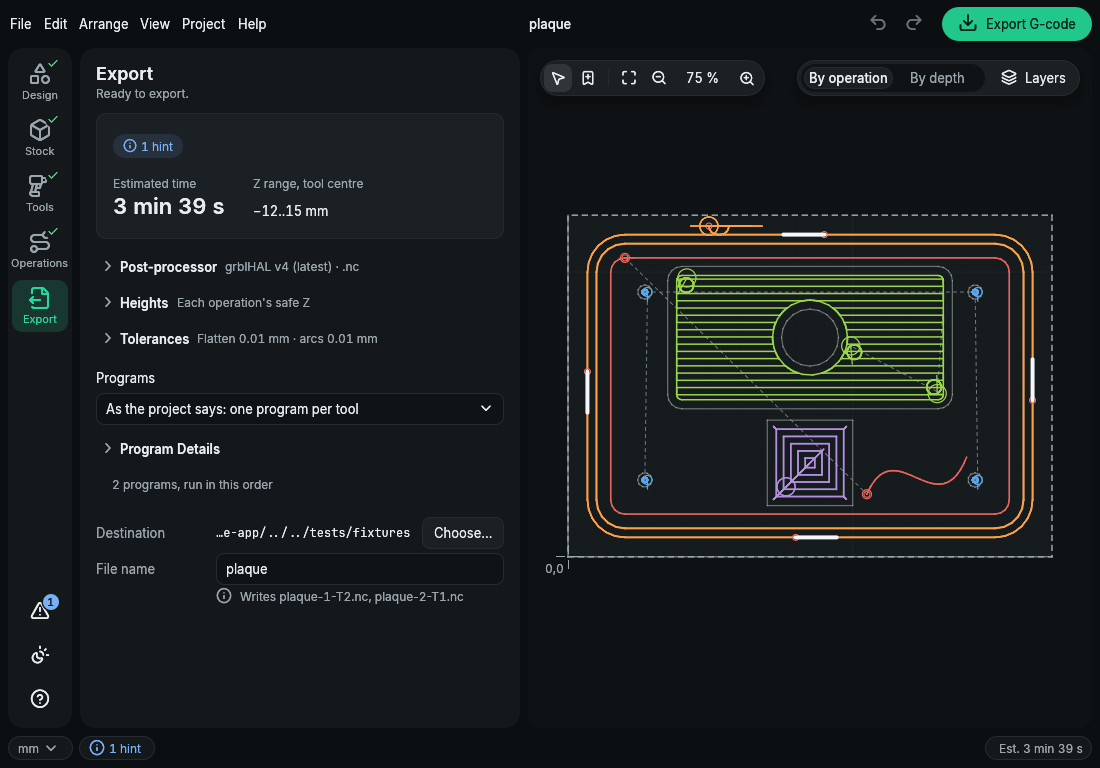 File Edit Arrange View Project Help
plaque
Export G-code
Design
Stock
Tools
Operations
Export
1
Export
Ready to export.
1 hint
Estimated time
3 min 39 s
Z range, tool centre
−12..15 mm
Post-processor grblHAL v4 (latest) · .nc
Heights Each operation's safe Z
Tolerances Flatten 0.01 mm · arcs 0.01 mm
Programs
As the project says: one program per tool
Program Details
2 programs, run in this order
Destination …e-app/../../tests/fixtures Choose...
File name plaque
Writes plaque-1-T2.nc, plaque-2-T1.nc
75 %
By operation By depth Layers
0,0
mm
1 hint
Est. 3 min 39 s